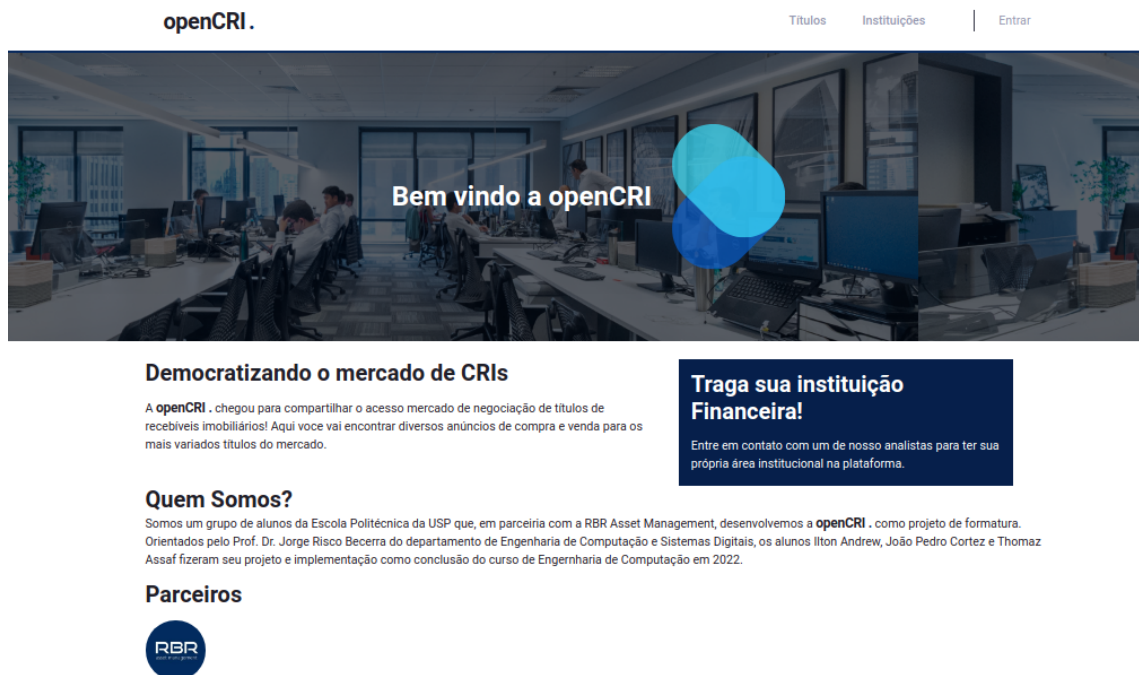 openCRI .
Títulos Instituições Entrar
Bem vindo a openCRI
Democratizando o mercado de CRIs
A openCRI . chegou para compartilhar o acesso mercado de negociação de títulos de
recebíveis imobiliários! Aqui voce vai encontrar diversos anúncios de compra e venda para os
mais variados títulos do mercado.
Traga sua instituição
Financeira!
Entre em contato com um de nosso analistas para ter sua
própria área institucional na plataforma.
Quem Somos?
Somos um grupo de alunos da Escola Politécnica da USP que, em parceiria com a RBR Asset Management, desenvolvemos a openCRI . como projeto de formatura.
Orientados pelo Prof. Dr. Jorge Risco Becerra do departamento de Engenharia de Computação e Sistemas Digitais, os alunos Ilton Andrew, João Pedro Cortez e Thomaz
Assaf fizeram seu projeto e implementação como conclusão do curso de Engernharia de Computação em 2022.
Parceiros
RBR
asset management